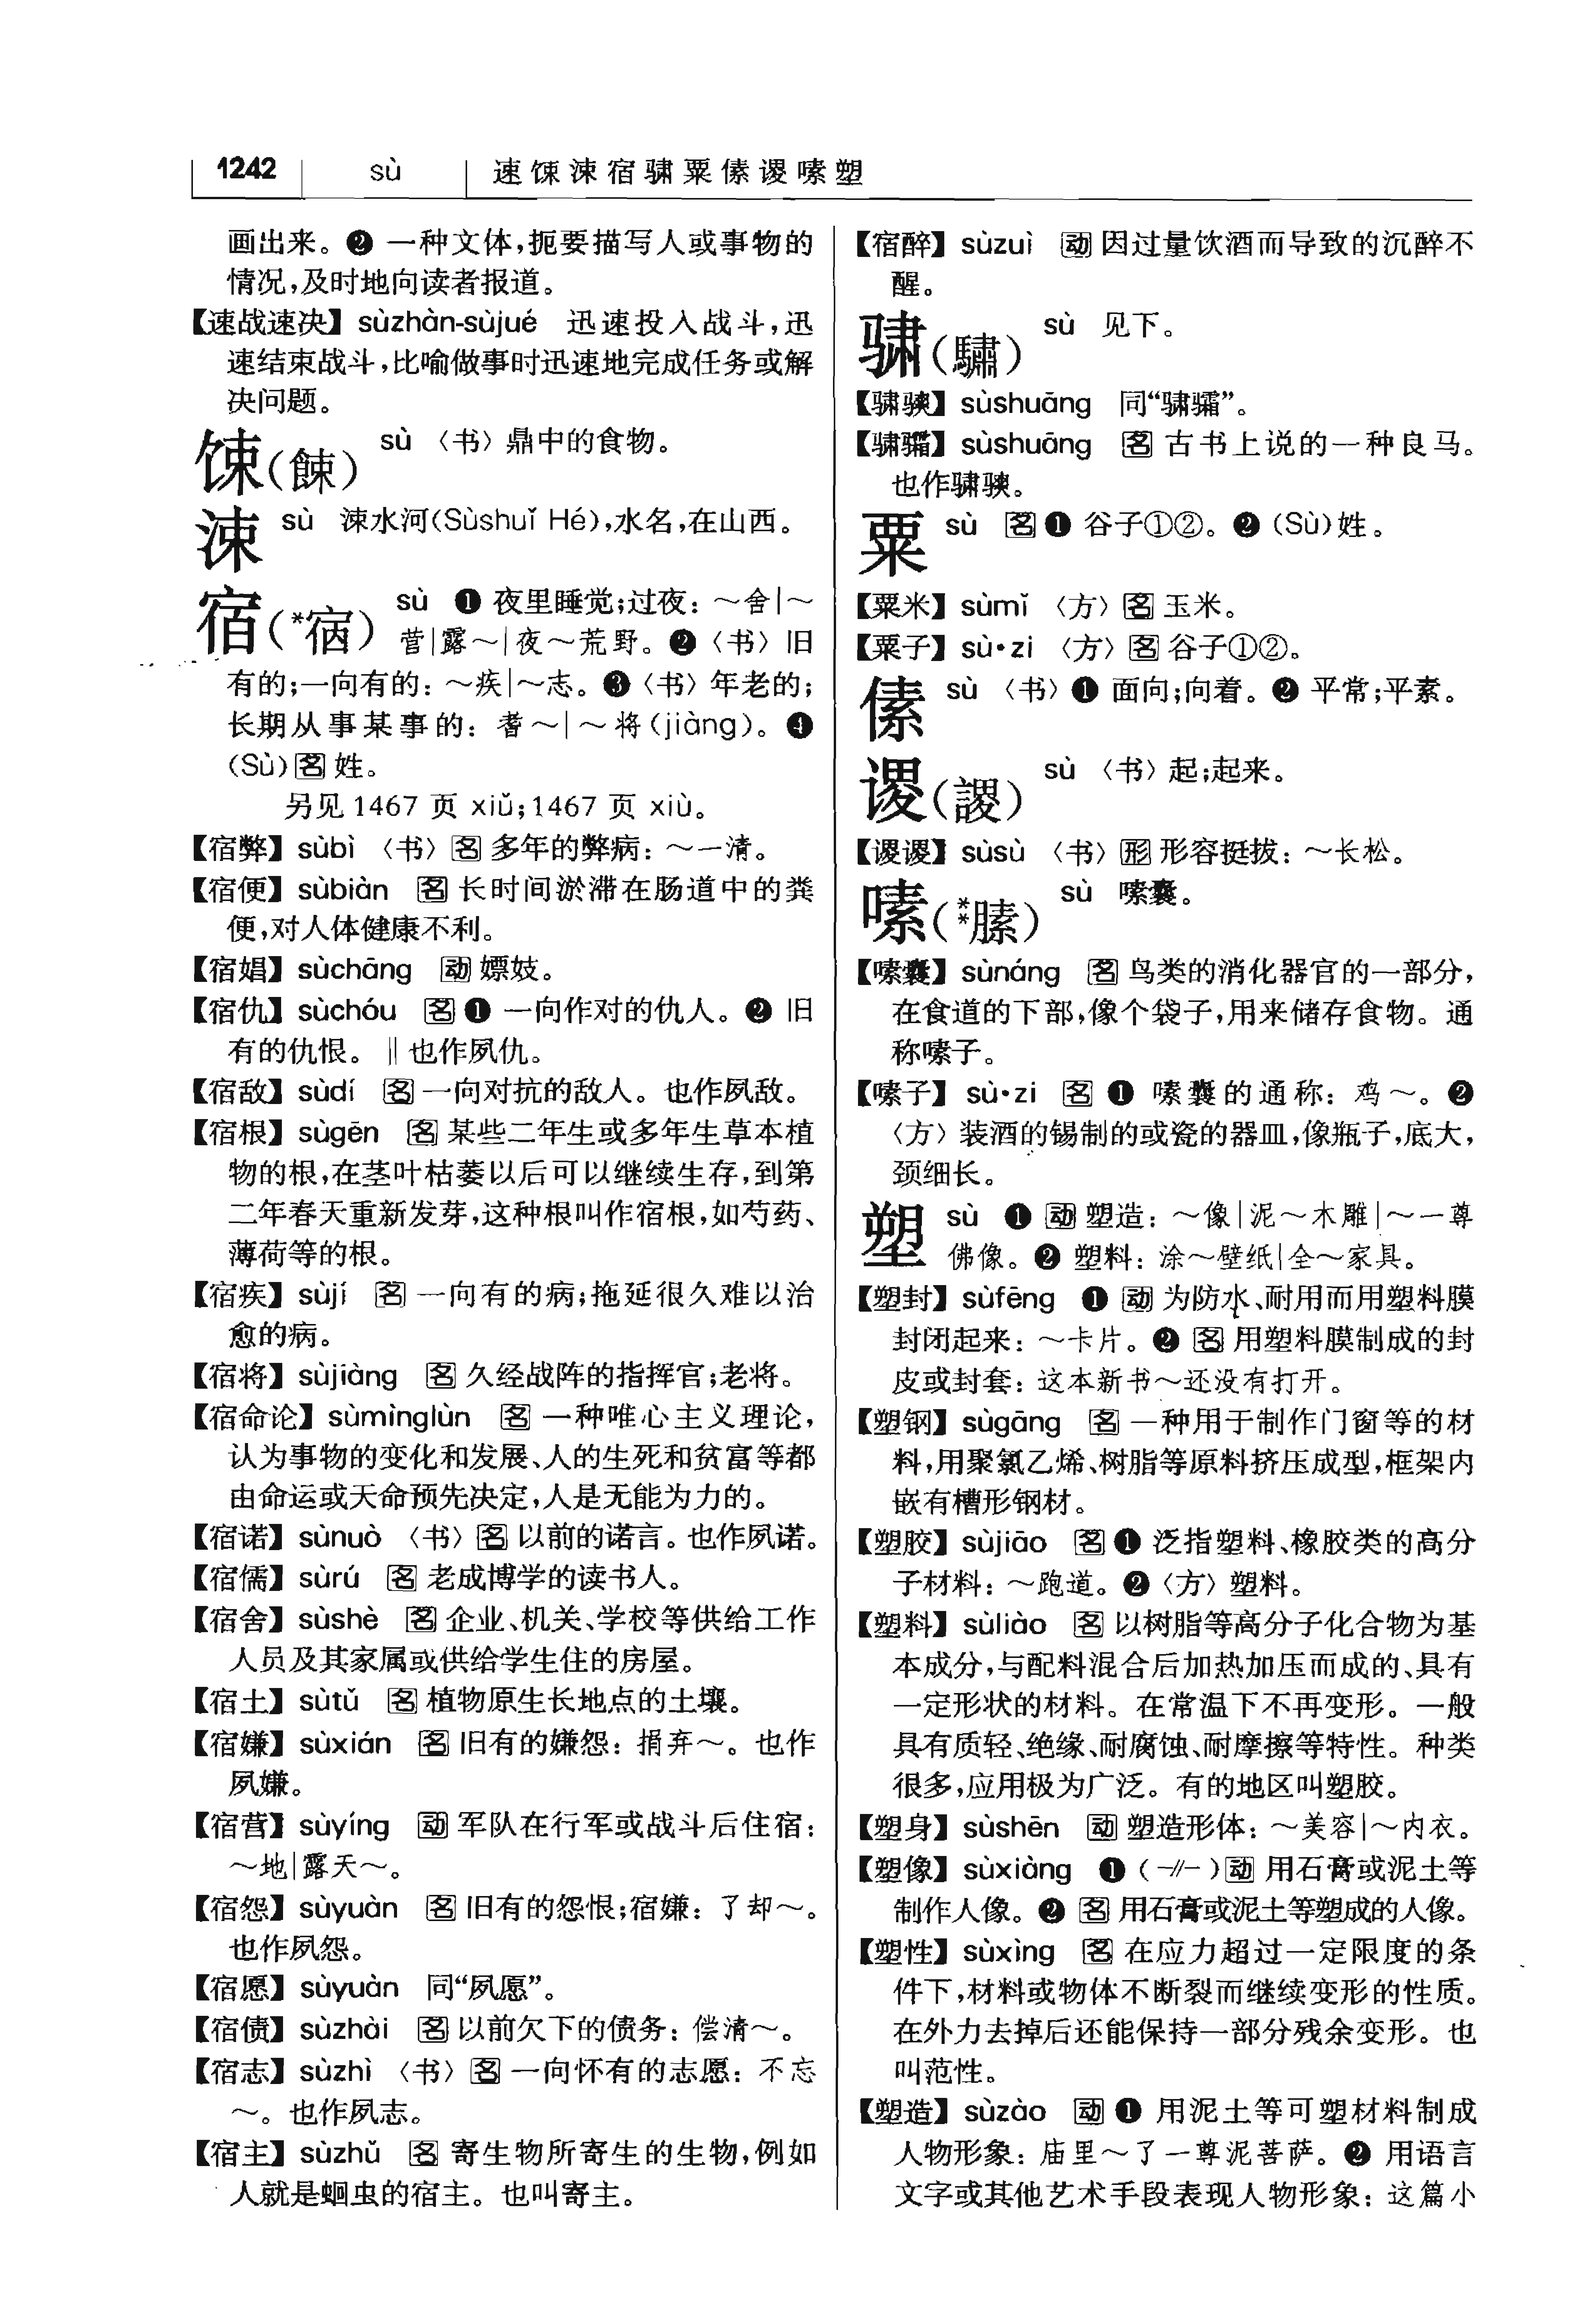 1242 sù 速𫗧涑宿骕粟傃谡嗉塑
画出来。❷ 一种文体,扼要描写人或事物的
情况,及时地向读者报道。
【速战速决】sùzhàn-sùjué 迅速投入战斗,迅
速结束战斗,比喻做事时迅速地完成任务或解
决问题。
𫗧(餗) sù 〈书〉鼎中的食物。
涑 sù 涑水河(Sùshuǐ Hé),水名,在山西。
宿(*㝛) sù ❶ 夜里睡觉;过夜:～舍|～
营|露～|夜～荒野。❷〈书〉旧
有的;一向有的:～疾|～志。❸〈书〉年老的;
长期从事某事的:耆～|～将(jiàng)。❹
(Sù)名 姓。
另见 1467 页 xiǔ;1467 页 xiù。
【宿弊】sùbì 〈书〉名 多年的弊病:～一清。
【宿便】sùbiàn 名 长时间淤滞在肠道中的粪
便,对人体健康不利。
【宿娼】sùchāng 动 嫖妓。
【宿仇】sùchóu 名 ❶ 一向作对的仇人。❷ 旧
有的仇恨。‖也作夙仇。
【宿敌】sùdí 名 一向对抗的敌人。也作夙敌。
【宿根】sùgēn 名 某些二年生或多年生草本植
物的根,在茎叶枯萎以后可以继续生存,到第
二年春天重新发芽,这种根叫作宿根,如芍药、
薄荷等的根。
【宿疾】sùjí 名 一向有的病;拖延很久难以治
愈的病。
【宿将】sùjiàng 名 久经战阵的指挥官;老将。
【宿命论】sùmìnglùn 名 一种唯心主义理论,
认为事物的变化和发展、人的生死和贫富等都
由命运或天命预先决定,人是无能为力的。
【宿诺】sùnuò 〈书〉名 以前的诺言。也作夙诺。
【宿儒】sùrú 名 老成博学的读书人。
【宿舍】sùshè 名 企业、机关、学校等供给工作
人员及其家属或供给学生住的房屋。
【宿土】sùtǔ 名 植物原生长地点的土壤。
【宿嫌】sùxián 名 旧有的嫌怨:捐弃～。也作
夙嫌。
【宿营】sùyíng 动 军队在行军或战斗后住宿:
～地|露天～。
【宿怨】sùyuàn 名 旧有的怨恨;宿嫌:了却～。
也作夙怨。
【宿愿】sùyuàn 同“夙愿”。
【宿债】sùzhài 名 以前欠下的债务:偿清～。
【宿志】sùzhì 〈书〉名 一向怀有的志愿:不忘
～。也作夙志。
【宿主】sùzhǔ 名 寄生物所寄生的生物,例如
人就是蛔虫的宿主。也叫寄主。
【宿醉】sùzuì 动 因过量饮酒而导致的沉醉不
醒。
骕(驌) sù 见下。
【骕𬳽】sùshuāng 同“骕骦”。
【骕骦】sùshuāng 名 古书上说的一种良马。
也作骕𬳽。
粟 sù 名 ❶ 谷子①②。❷ (Sù)姓。
【粟米】sùmǐ 〈方〉名 玉米。
【粟子】sù•zi 〈方〉名 谷子①②。
傃 sù 〈书〉❶ 面向;向着。❷ 平常;平素。
谡(謖) sù 〈书〉起;起来。
【谡谡】sùsù 〈书〉形 形容挺拔:～长松。
嗉(**膆) sù 嗉囊。
【嗉囊】sùnáng 名 鸟类的消化器官的一部分,
在食道的下部,像个袋子,用来储存食物。通
称嗉子。
【嗉子】sù•zi 名 ❶ 嗉囊的通称:鸡～。❷
〈方〉装酒的锡制的或瓷的器皿,像瓶子,底大,
颈细长。
塑 sù ❶ 动 塑造:～像|泥～木雕|～一尊
佛像。❷ 塑料:涂～壁纸|全～家具。
【塑封】sùfēng ❶ 动 为防水、耐用而用塑料膜
封闭起来:～卡片。❷ 名 用塑料膜制成的封
皮或封套:这本新书～还没有打开。
【塑钢】sùgāng 名 一种用于制作门窗等的材
料,用聚氯乙烯、树脂等原料挤压成型,框架内
嵌有槽形钢材。
【塑胶】sùjiāo 名 ❶ 泛指塑料、橡胶类的高分
子材料:～跑道。❷〈方〉塑料。
【塑料】sùliào 名 以树脂等高分子化合物为基
本成分,与配料混合后加热加压而成的、具有
一定形状的材料。在常温下不再变形。一般
具有质轻、绝缘、耐腐蚀、耐摩擦等特性。种类
很多,应用极为广泛。有的地区叫塑胶。
【塑身】sùshēn 动 塑造形体:～美容|～内衣。
【塑像】sùxiàng ❶ (-//-)动 用石膏或泥土等
制作人像。❷ 名 用石膏或泥土等塑成的人像。
【塑性】sùxìng 名 在应力超过一定限度的条
件下,材料或物体不断裂而继续变形的性质。
在外力去掉后还能保持一部分残余变形。也
叫范性。
【塑造】sùzào 动 ❶ 用泥土等可塑材料制成
人物形象:庙里～了一尊泥菩萨。❷ 用语言
文字或其他艺术手段表现人物形象:这篇小